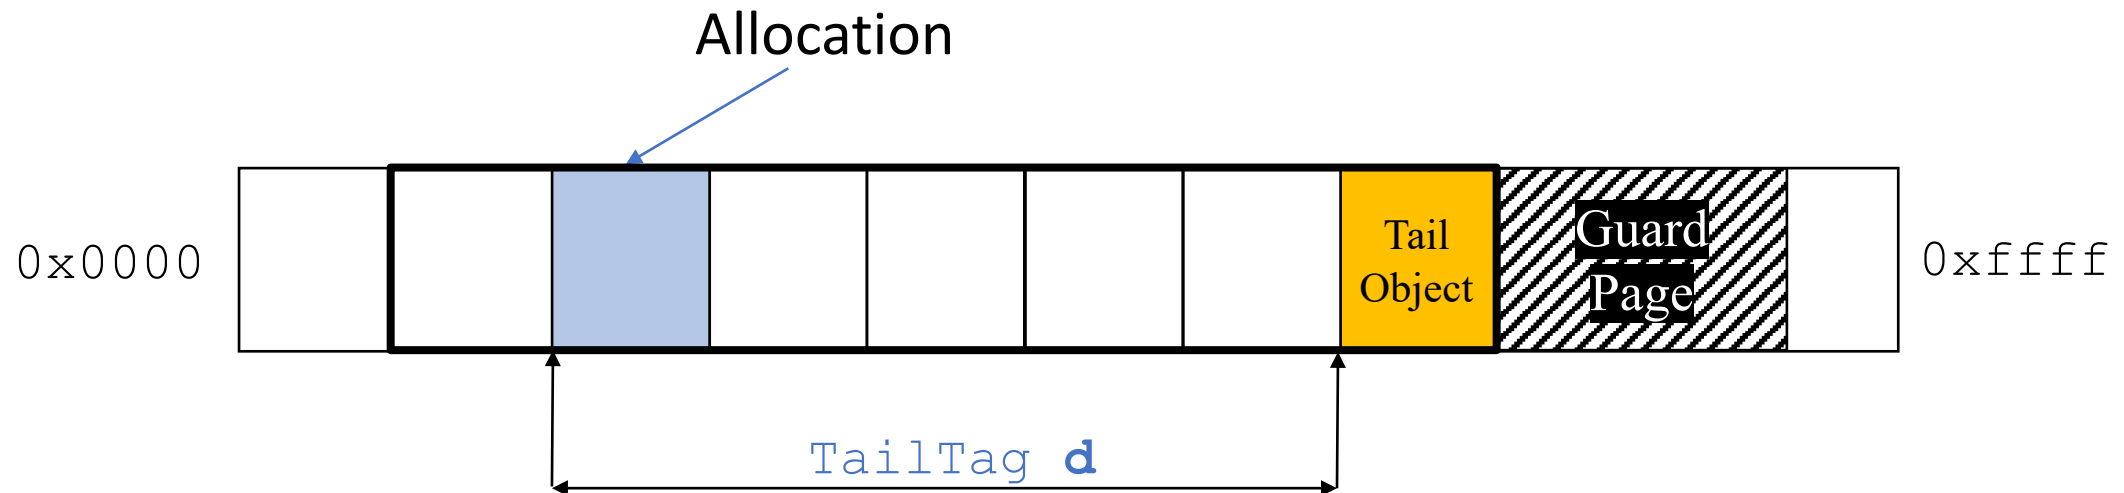 Allocation
0x0000
Tail
Object
Guard
Page
0xffff
TailTag d